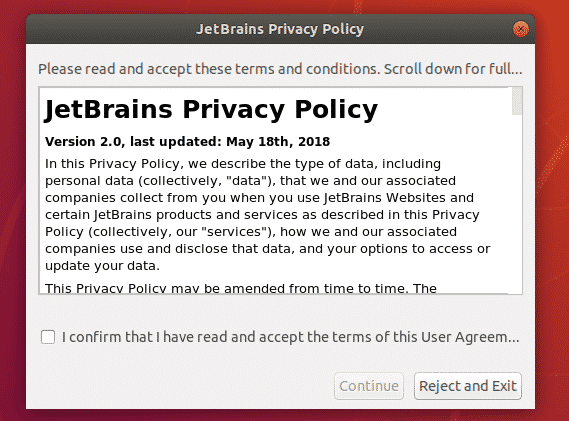 JetBrains Privacy Policy
Please read and accept these terms and conditions. Scroll down for full...
JetBrains Privacy Policy
Version 2.0, last updated: May 18th, 2018
In this Privacy Policy, we describe the type of data, including
personal data (collectively, "data"), that we and our associated
companies collect from you when you use JetBrains Websites and
certain JetBrains products and services as described in this Privacy
Policy (collectively, our "services"), how we and our associated
companies use and disclose that data, and your options to access or
update your data.
This Privacy Policy may be amended from time to time. The
I confirm that I have read and accept the terms of this User Agreem...
Continue
Reject and Exit